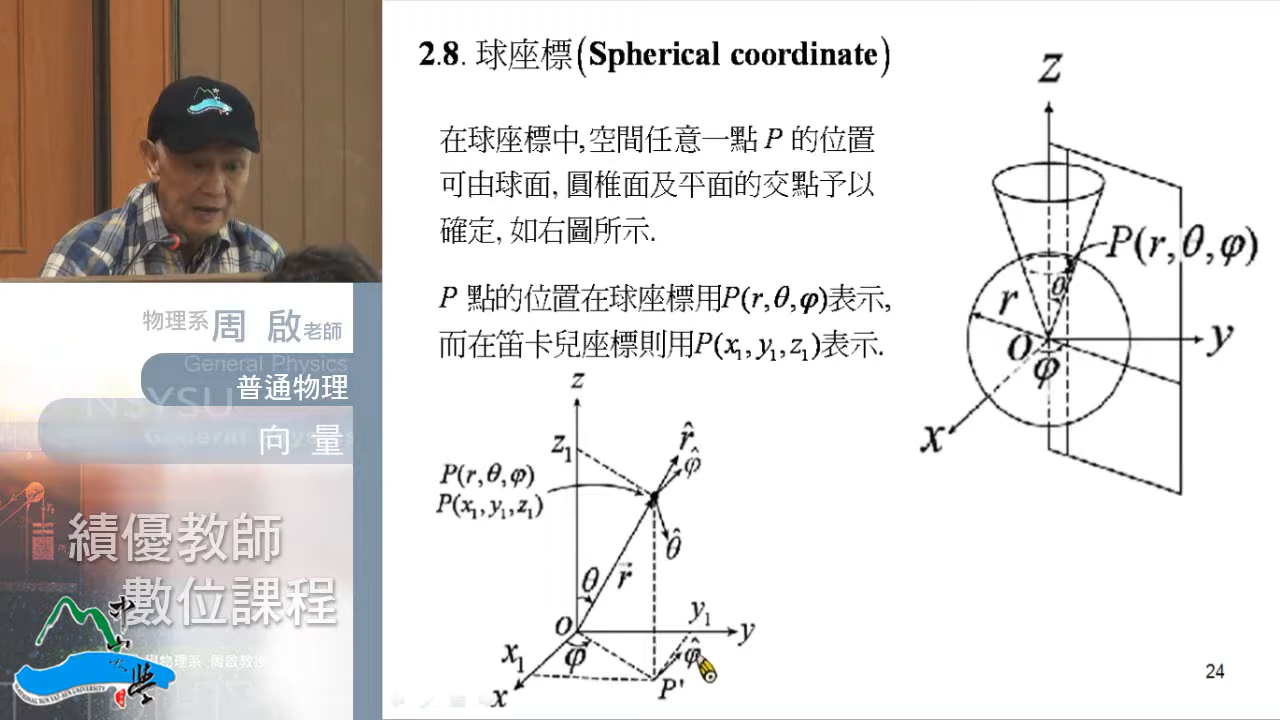 2.8. 球座標(Spherical coordinate)
在球座標中,空間任意一點 P 的位置
可由球面, 圓椎面及平面的交點予以
確定, 如右圖所示.
P 點的位置在球座標用P(r,θ,φ)表示,
而在笛卡兒座標則用P(x₁,y₁,z₁)表示.
z
P(r,θ,φ)
θ
r
O
φ
y
x
z
z₁
r̂
φ̂
P(r,θ,φ)
P(x₁,y₁,z₁)
θ̂
θ
r⃗
O
y₁
y
x₁
φ
φ̂
x
P'
24
物理系 周 啟 老師
General Physics
普通物理
NSYSU
General Physics
向 量
績優教師
數位課程
中山大學
NATIONAL SUN YAT-SEN UNIVERSITY